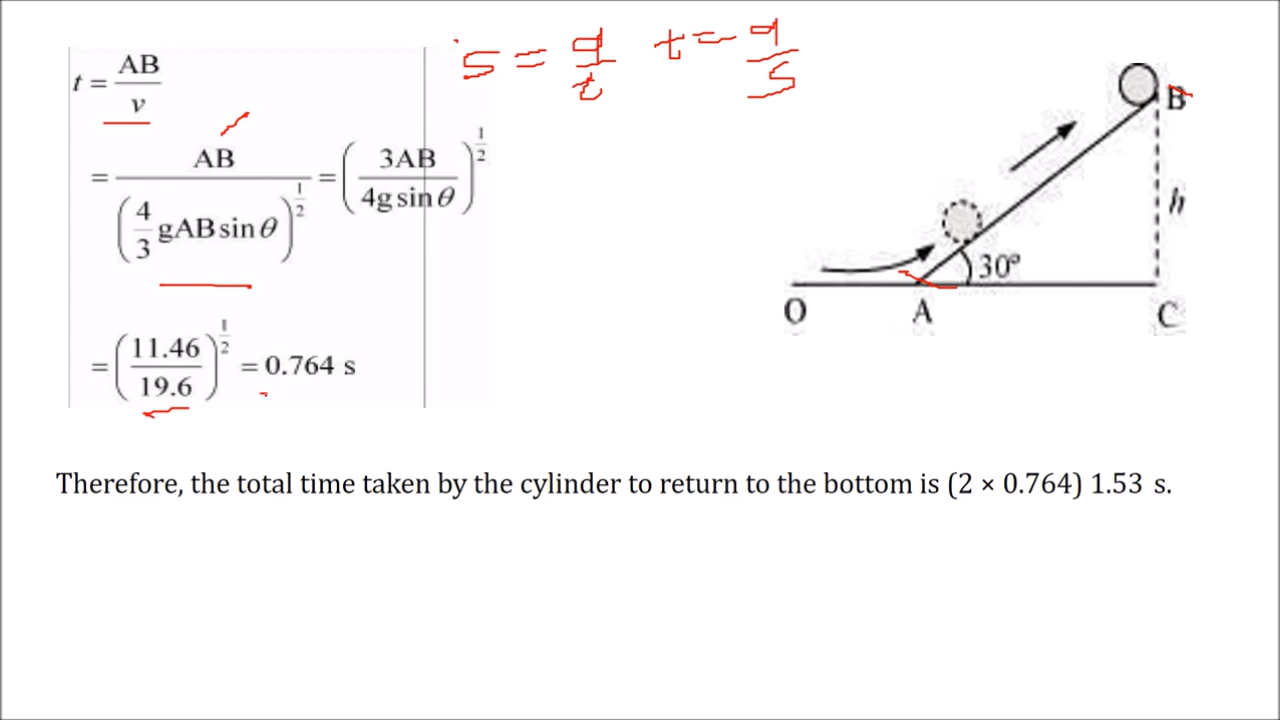 s = d/t t = d/s
t = AB/v
= AB/(4/3 gAB sin θ)^1/2 = (3AB/4g sin θ)^1/2
= (11.46/19.6)^1/2 = 0.764 s
B
h
30°
O A C
Therefore, the total time taken by the cylinder to return to the bottom is (2 × 0.764) 1.53 s.